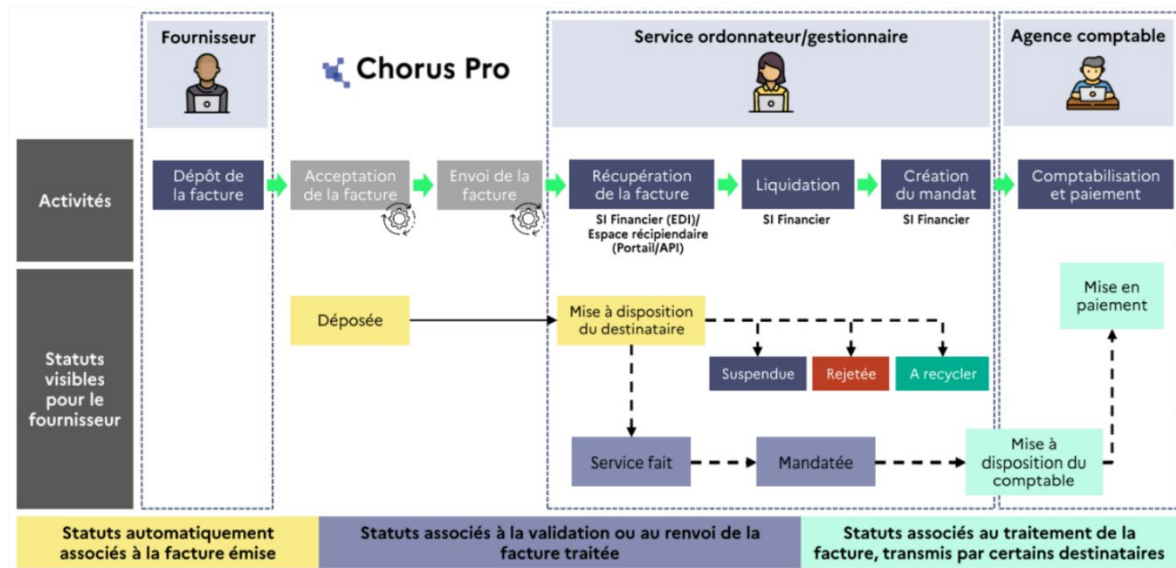 Fournisseur
Chorus Pro
Service ordonnateur/gestionnaire
Agence comptable
Activités
Dépôt de
la facture
Acceptation
de la facture
Envoi de la
facture
Récupération
de la facture
SI Financier (EDI)/
Espace récipiendaire
(Portail/API)
Liquidation
SI Financier
Création
du mandat
SI Financier
Comptabilisation
et paiement
Statuts
visibles
pour le
fournisseur
Déposée
Mise à disposition
du destinataire
Suspendue
Rejetée
A recycler
Service fait
Mandatée
Mise à
disposition du
comptable
Mise en
paiement
Statuts automatiquement
associés à la facture émise
Statuts associés à la validation ou au renvoi de la
facture traitée
Statuts associés au traitement de la
facture, transmis par certains destinataires